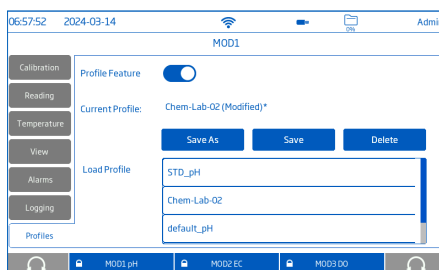 06:57:52 2024-03-14 0% Admi
MOD1
Calibration
Profile Feature
Reading
Current Profile: Chem-Lab-02 (Modified)*
Temperature
Save As Save Delete
View
Load Profile
STD_pH
Alarms
Chem-Lab-02
Logging
default_pH
Profiles
MOD1 pH MOD2 EC MOD3 DO